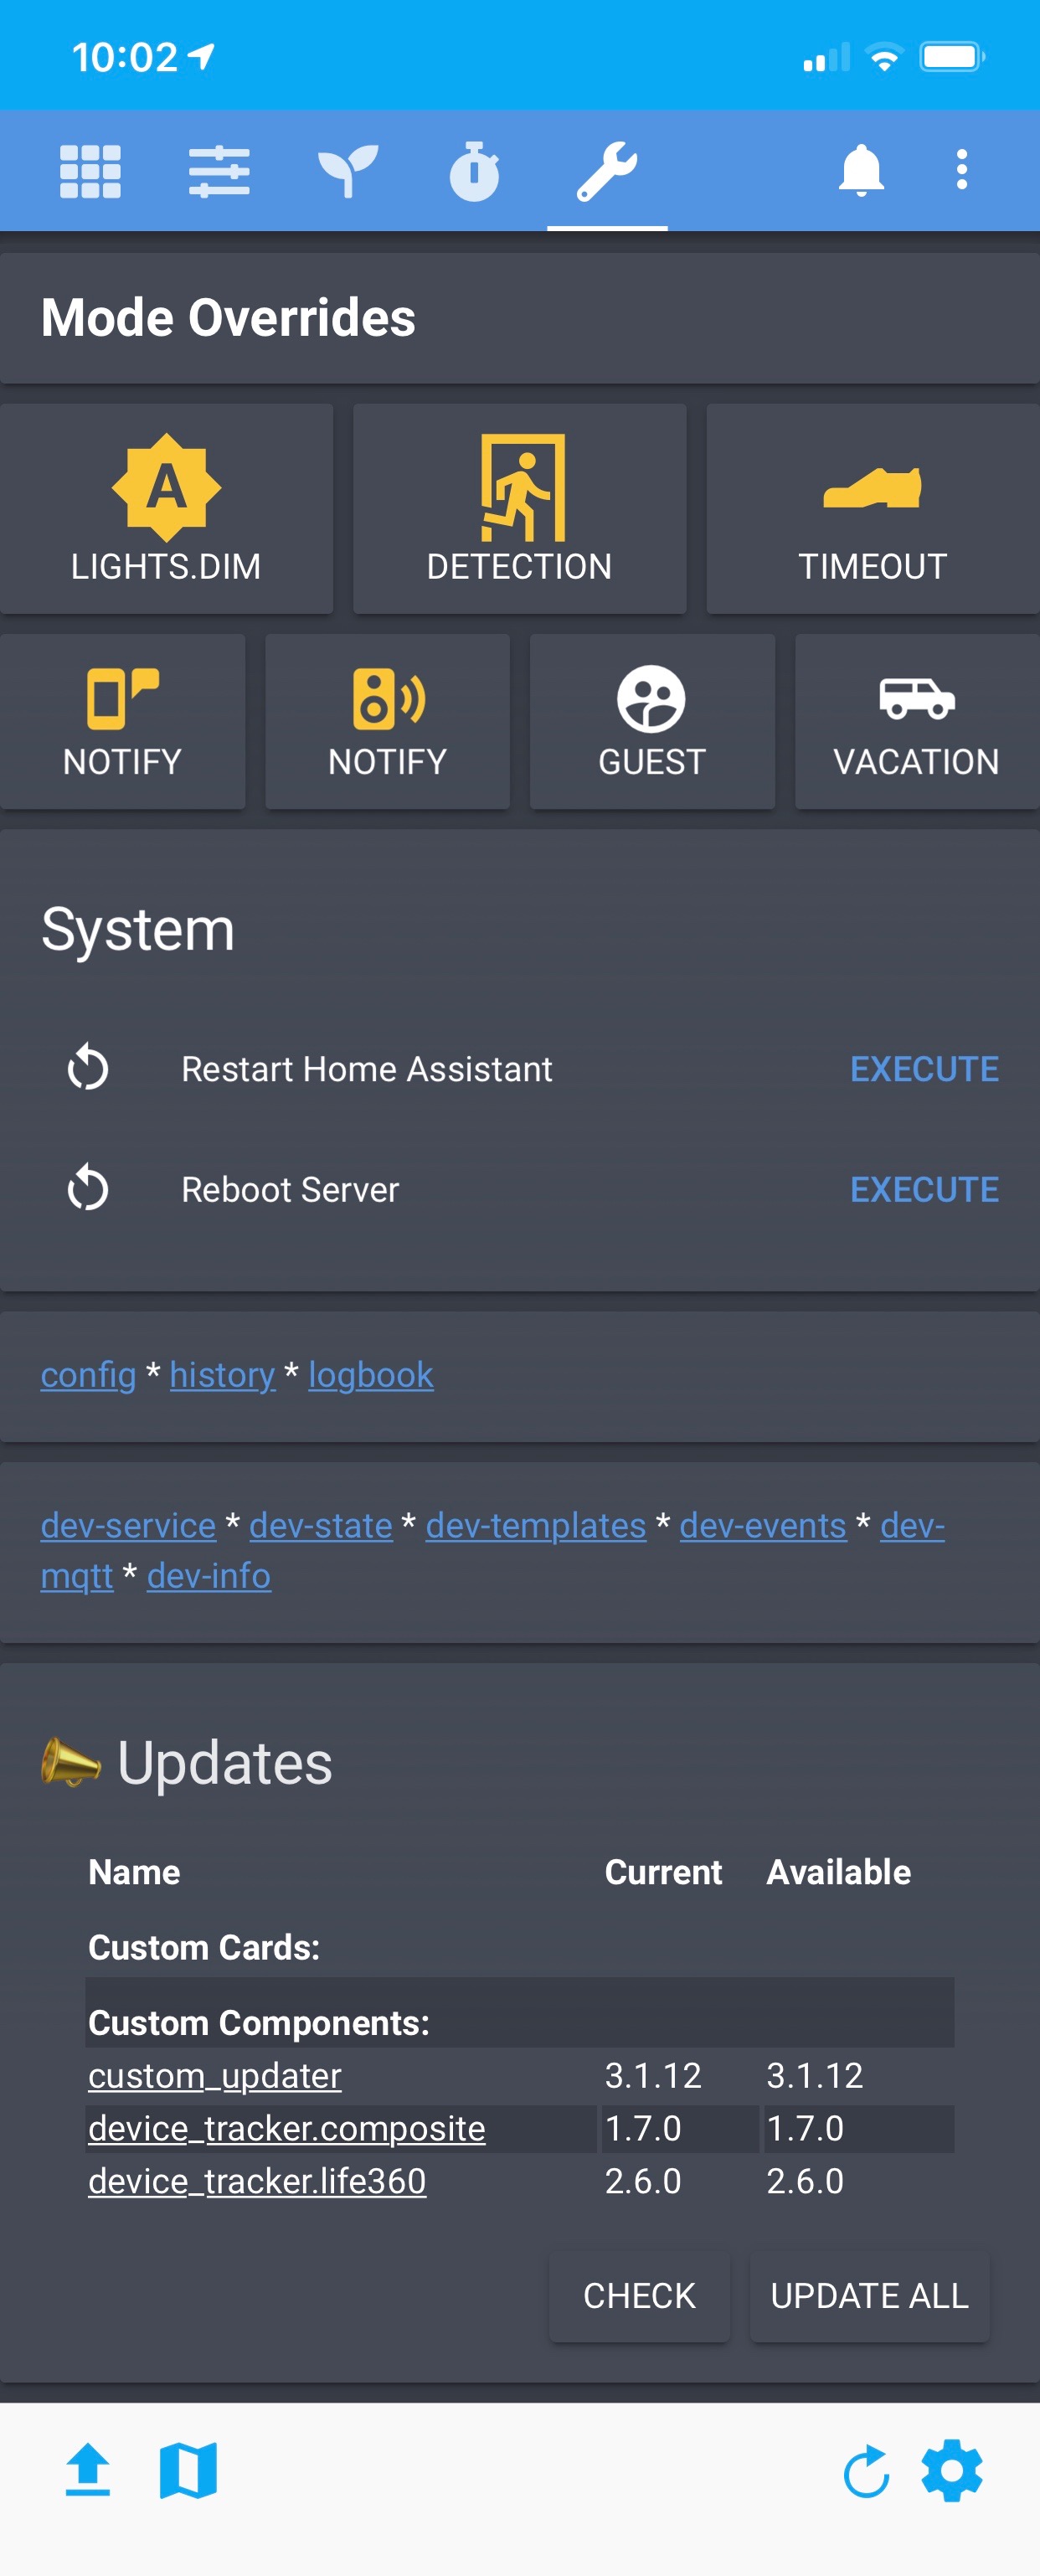 10:02
Mode Overrides
A
LIGHTS.DIM DETECTION TIMEOUT
NOTIFY NOTIFY GUEST VACATION
System
Restart Home Assistant EXECUTE
Reboot Server EXECUTE
config * history * logbook
dev-service * dev-state * dev-templates * dev-events * dev-
mqtt * dev-info
Updates
Name Current Available
Custom Cards:
Custom Components:
custom_updater 3.1.12 3.1.12
device_tracker.composite 1.7.0 1.7.0
device_tracker.life360 2.6.0 2.6.0
CHECK UPDATE ALL